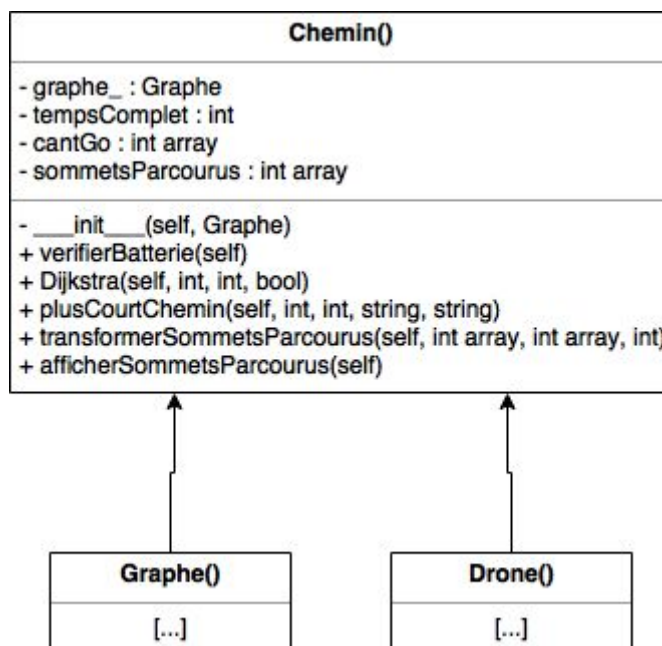 Chemin()
- graphe_ : Graphe
- tempsComplet : int
- cantGo : int array
- sommetsParcourus : int array
- ___init___(self, Graphe)
+ verifierBatterie(self)
+ Dijkstra(self, int, int, bool)
+ plusCourtChemin(self, int, int, string, string)
+ transformerSommetsParcourus(self, int array, int array, int)
+ afficherSommetsParcourus(self)
Graphe()
[...]
Drone()
[...]